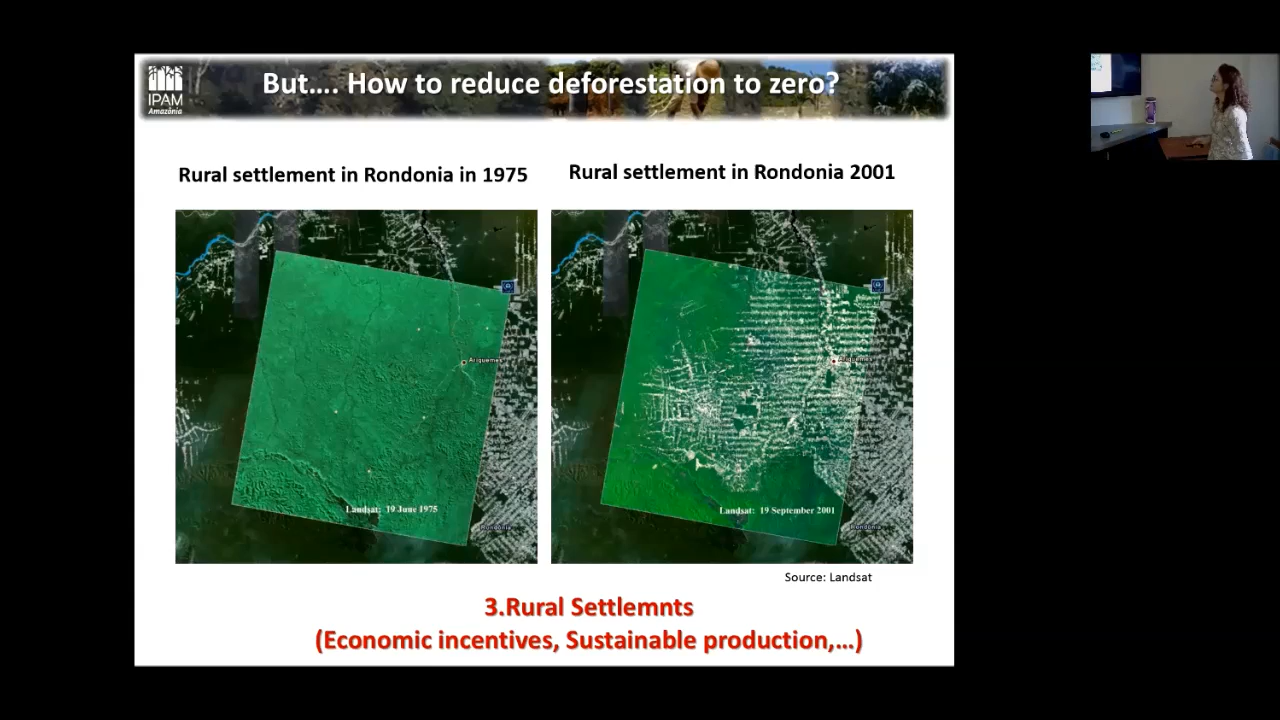 IPAM
Amazônia
But.... How to reduce deforestation to zero?
Rural settlement in Rondonia in 1975
Rural settlement in Rondonia 2001
Ariquemes
Landsat: 19 June 1975
Rondônia
Ariquemes
Landsat: 19 September 2001
Rondônia
Source: Landsat
3.Rural Settlemnts
(Economic incentives, Sustainable production,...)